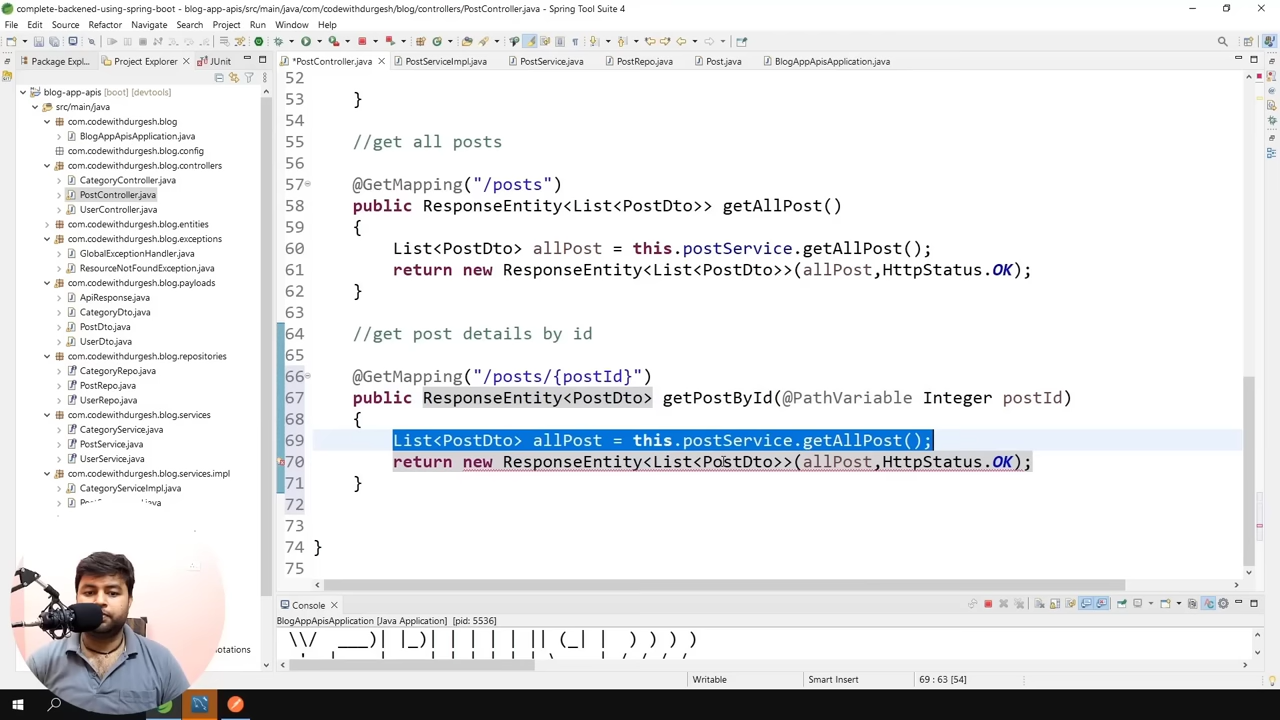 complete-backened-using-spring-boot - blog-app-apis/src/main/java/com/codewithdurgesh/blog/controllers/PostController.java - Spring Tool Suite 4
File Edit Source Refactor Navigate Search Project Run Window Help
Package Expl... Project Explorer JUnit
*PostController.java PostServiceImpl.java PostService.java PostRepo.java Post.java BlogAppApisApplication.java
blog-app-apis [boot] [devtools]
src/main/java
com.codewithdurgesh.blog
BlogAppApisApplication.java
com.codewithdurgesh.blog.config
com.codewithdurgesh.blog.controllers
CategoryController.java
PostController.java
UserController.java
com.codewithdurgesh.blog.entities
com.codewithdurgesh.blog.exceptions
GlobalExceptionHandler.java
ResourceNotFoundException.java
com.codewithdurgesh.blog.payloads
ApiResponse.java
CategoryDto.java
PostDto.java
UserDto.java
com.codewithdurgesh.blog.repositories
CategoryRepo.java
PostRepo.java
UserRepo.java
com.codewithdurgesh.blog.services
CategoryService.java
PostService.java
UserService.java
com.codewithdurgesh.blog.services.impl
CategoryServiceImpl.java
52
53 }
54
55 //get all posts
56
57 @GetMapping("/posts")
58 public ResponseEntity<List<PostDto>> getAllPost()
59 {
60 List<PostDto> allPost = this.postService.getAllPost();
61 return new ResponseEntity<List<PostDto>>(allPost,HttpStatus.OK);
62 }
63
64 //get post details by id
65
66 @GetMapping("/posts/{postId}")
67 public ResponseEntity<PostDto> getPostById(@PathVariable Integer postId)
68 {
69 List<PostDto> allPost = this.postService.getAllPost();
70 return new ResponseEntity<List<PostDto>>(allPost,HttpStatus.OK);
71 }
72
73
74 }
75
Console
BlogAppApisApplication [Java Application] [pid: 5536]
\\/ ___)| |_)| | | | | || (_| | ) ) ) )
Writable Smart Insert 69 : 63 [54]